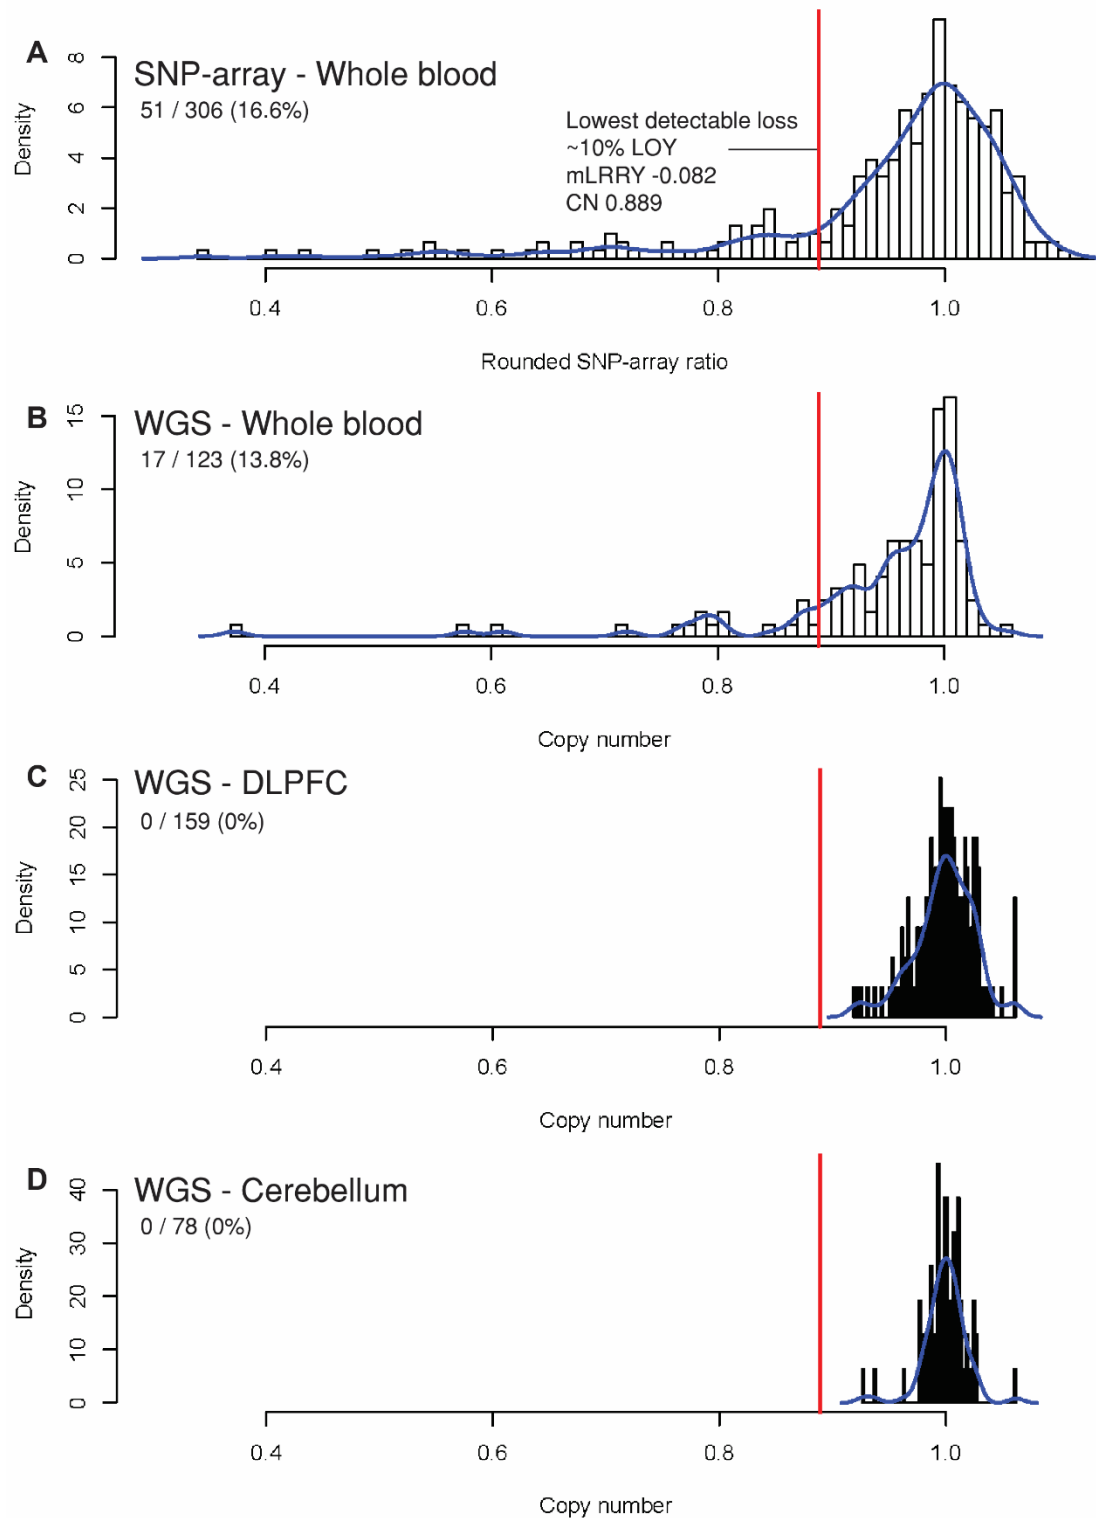 A
SNP-array - Whole blood
51 / 306 (16.6%)
Lowest detectable loss
~10% LOY
mLRRY -0.082
CN 0.889
Density
8
6
4
2
0
0.4 0.6 0.8 1.0
Rounded SNP-array ratio
B
WGS - Whole blood
17 / 123 (13.8%)
Density
15
10
5
0
0.4 0.6 0.8 1.0
Copy number
C
WGS - DLPFC
0 / 159 (0%)
Density
25
20
15
10
5
0
0.4 0.6 0.8 1.0
Copy number
D
WGS - Cerebellum
0 / 78 (0%)
Density
40
30
20
10
0
0.4 0.6 0.8 1.0
Copy number